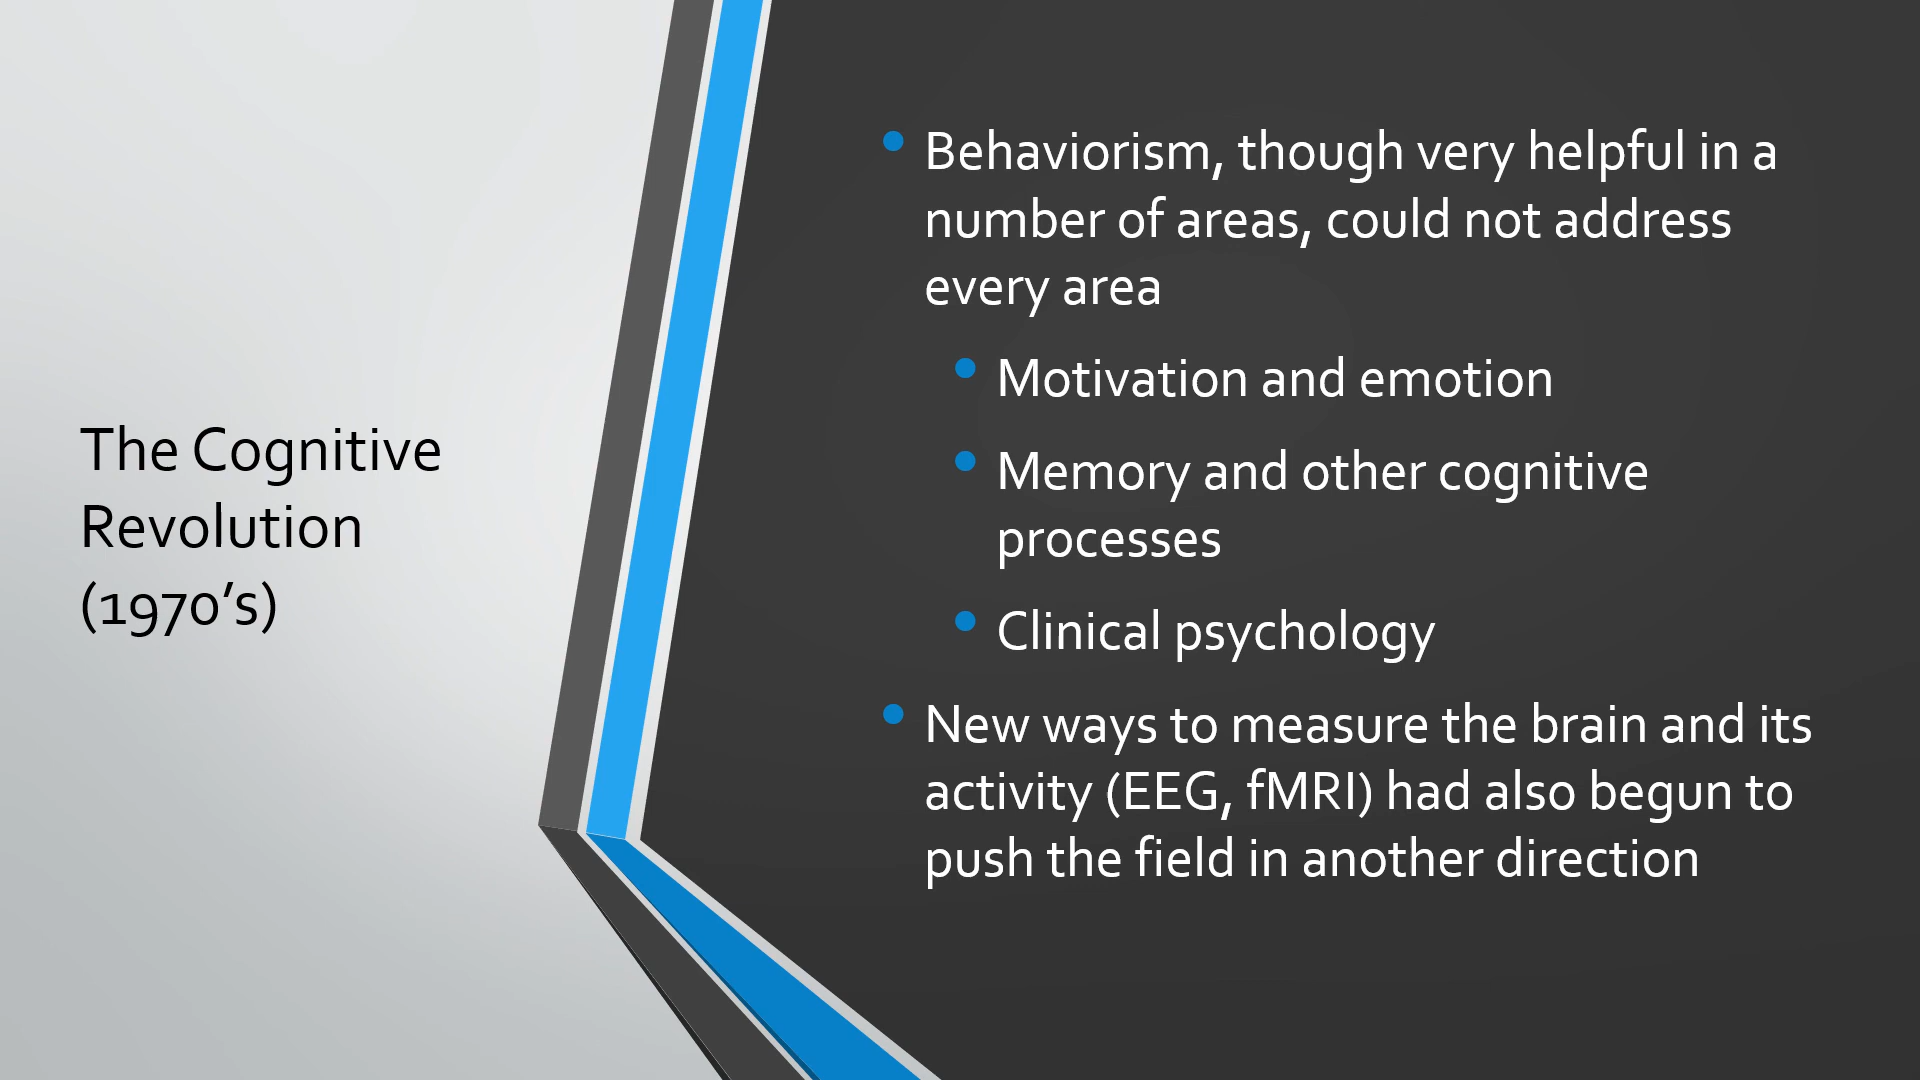 The Cognitive
Revolution
(1970’s)
Behaviorism, though very helpful in a
number of areas, could not address
every area
Motivation and emotion
Memory and other cognitive
processes
Clinical psychology
New ways to measure the brain and its
activity (EEG, fMRI) had also begun to
push the field in another direction